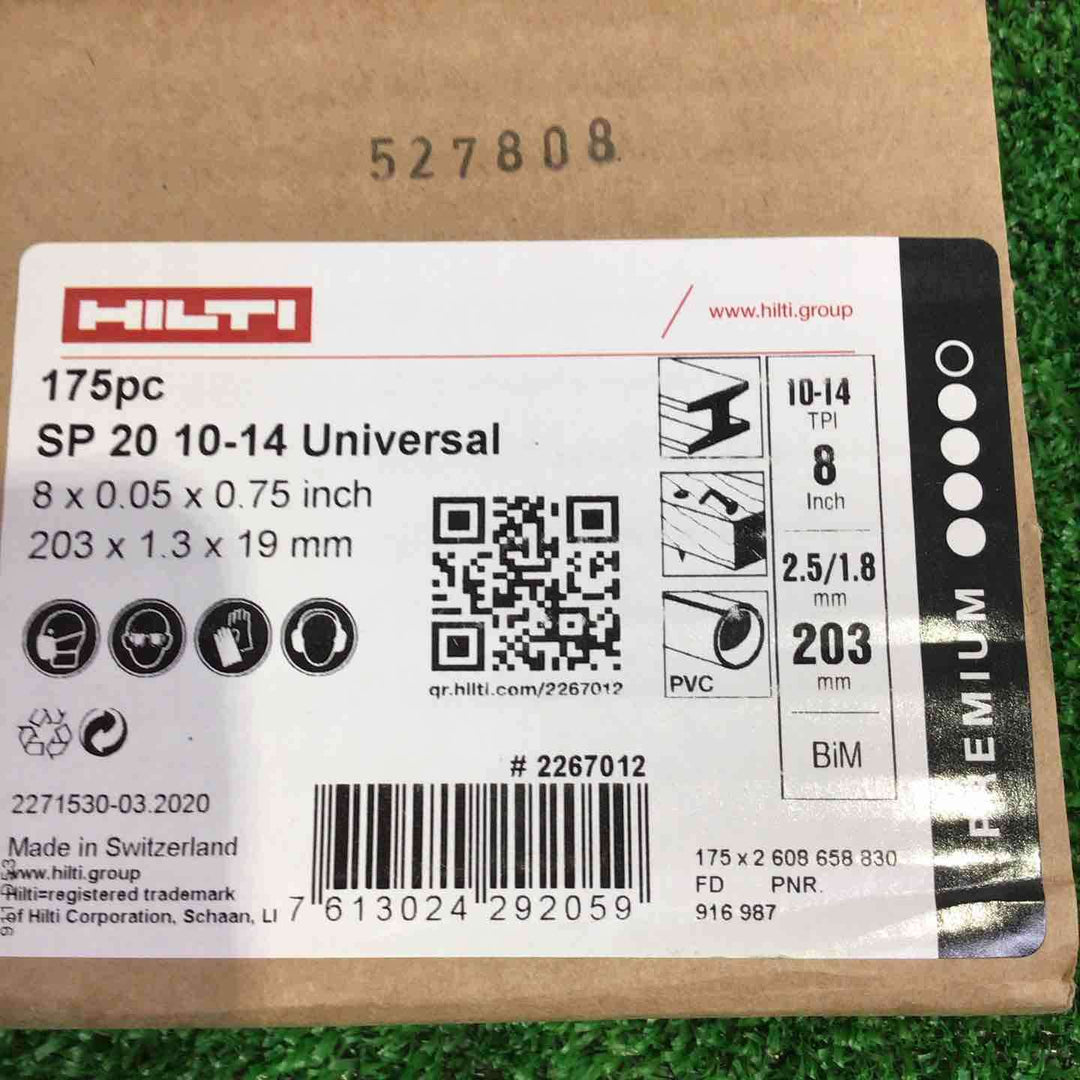 527808
HILTI
www.hilti.group
175pc
SP 20 10-14 Universal
8 x 0.05 x 0.75 inch
203 x 1.3 x 19 mm
qr.hilti.com/2267012
PVC
10-14
TPI
8
Inch
2.5/1.8
mm
203
mm
BiM
PREMIUM
# 2267012
2271530-03.2020
Made in Switzerland
www.hilti.group
Hilti=registered trademark
of Hilti Corporation, Schaan, LI
7 613024 292059
175 x 2 608 658 830
FD PNR.
916 987